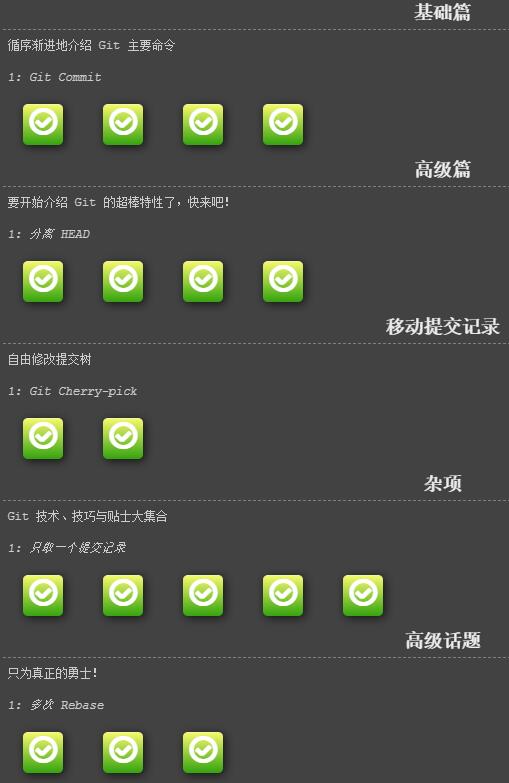 基础篇
循序渐进地介绍 Git 主要命令
1: Git Commit
高级篇
要开始介绍 Git 的超棒特性了，快来吧！
1: 分离 HEAD
移动提交记录
自由修改提交树
1: Git Cherry-pick
杂项
Git 技术、技巧与贴士大集合
1: 只取一个提交记录
高级话题
只为真正的勇士！
1: 多次 Rebase